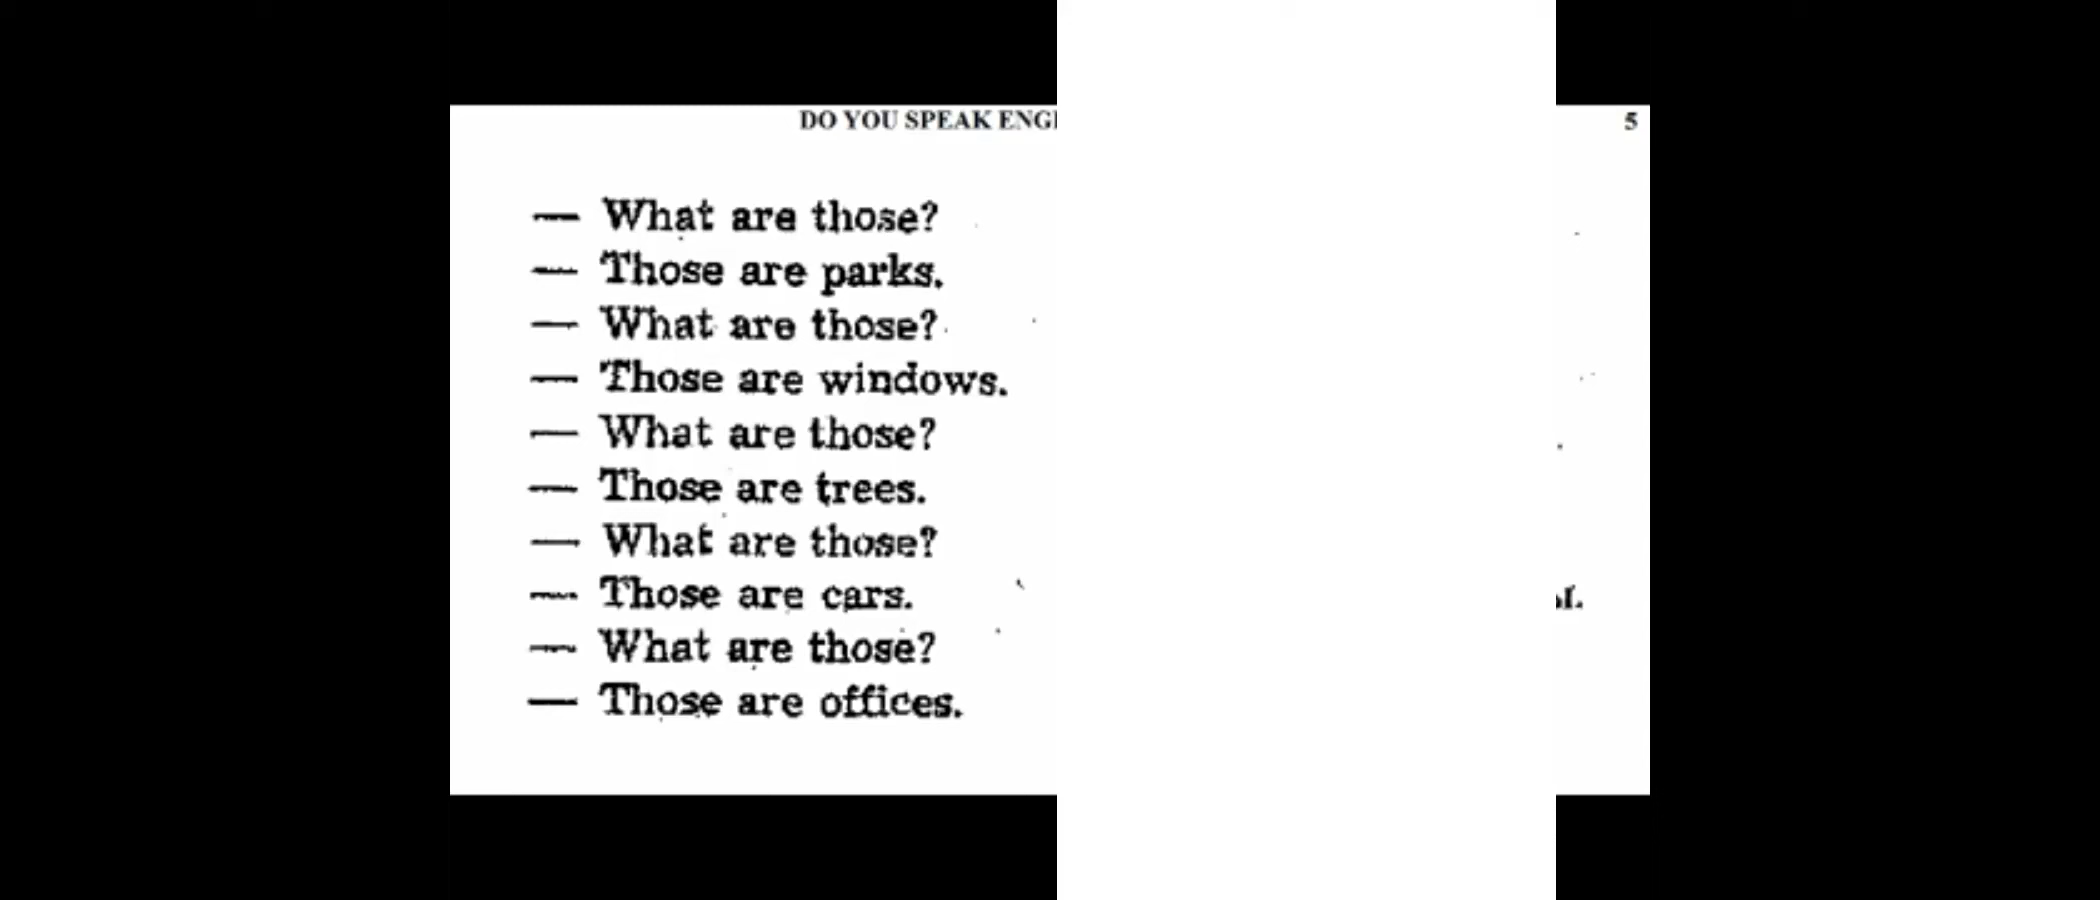 DO YOU SPEAK 5
— What are those?
— Those are parks.
— What are those?
— Those are windows.
— What are those?
— Those are trees.
— What are those?
— Those are cars.
— What are those?
— Those are offices.